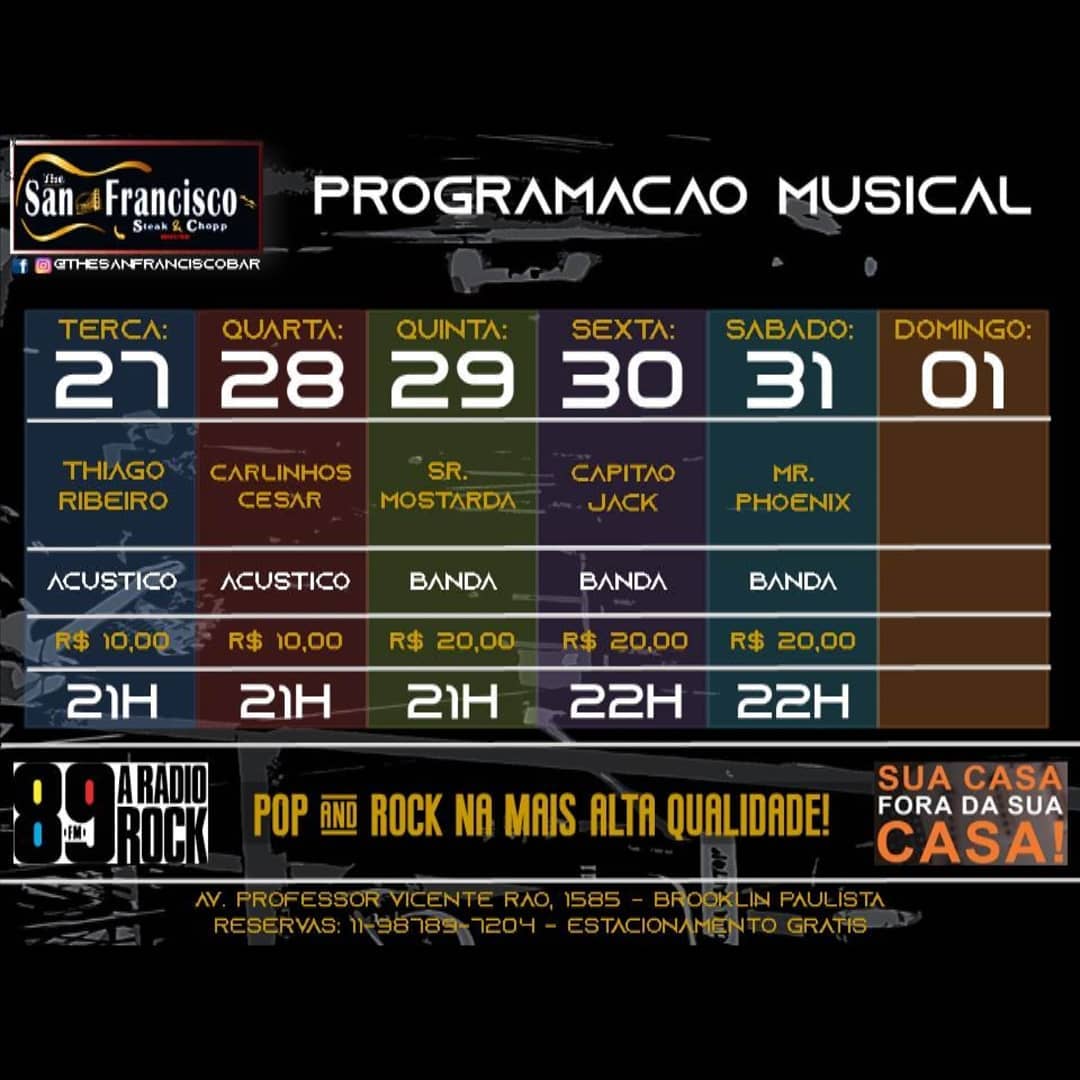 The
San Francisco
Steak & Chopp
HOUSE
@THESANFRANCISCOBAR
PROGRAMACAO MUSICAL
TERCA: QUARTA: QUINTA: SEXTA: SABADO: DOMINGO:
27 28 29 30 31 01
THIAGO CARLINHOS SR. CAPITAO MR.
RIBEIRO CESAR MOSTARDA JACK PHOENIX
ACUSTICO ACUSTICO BANDA BANDA BANDA
R$ 10,00 R$ 10,00 R$ 20,00 R$ 20,00 R$ 20,00
21H 21H 21H 22H 22H
89 FM A RADIO ROCK
POP AND ROCK NA MAIS ALTA QUALIDADE!
SUA CASA
FORA DA SUA
CASA!
AV. PROFESSOR VICENTE RAO, 1585 - BROOKLIN PAULISTA
RESERVAS: 11-98789-7204 - ESTACIONAMENTO GRATIS